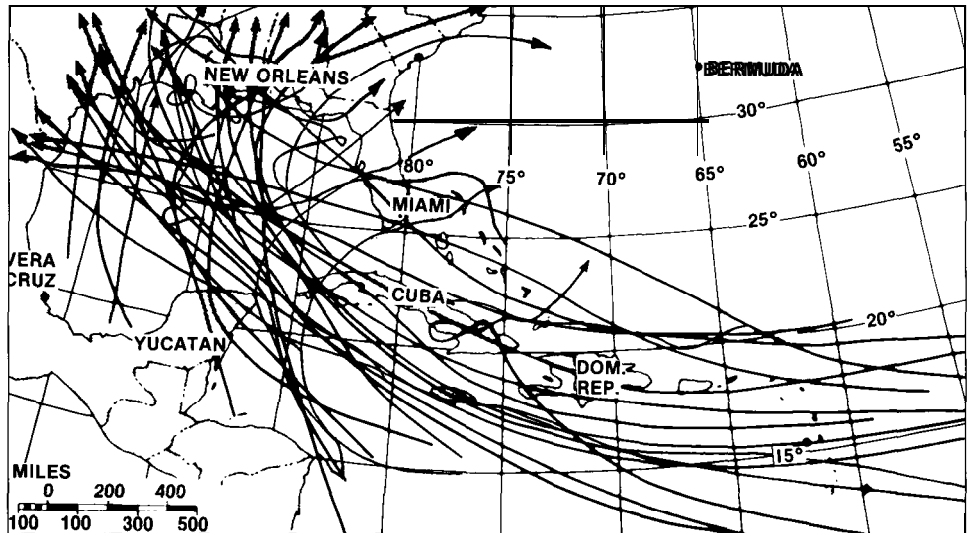 NEW ORLEANS
BERMUDA
30°
55°
60°
80°
75°
70°
65°
MIAMI
25°
VERA
CRUZ
CUBA
20°
YUCATAN
DOM.
REP.
15°
MILES
0 200 400
100 100 300 500